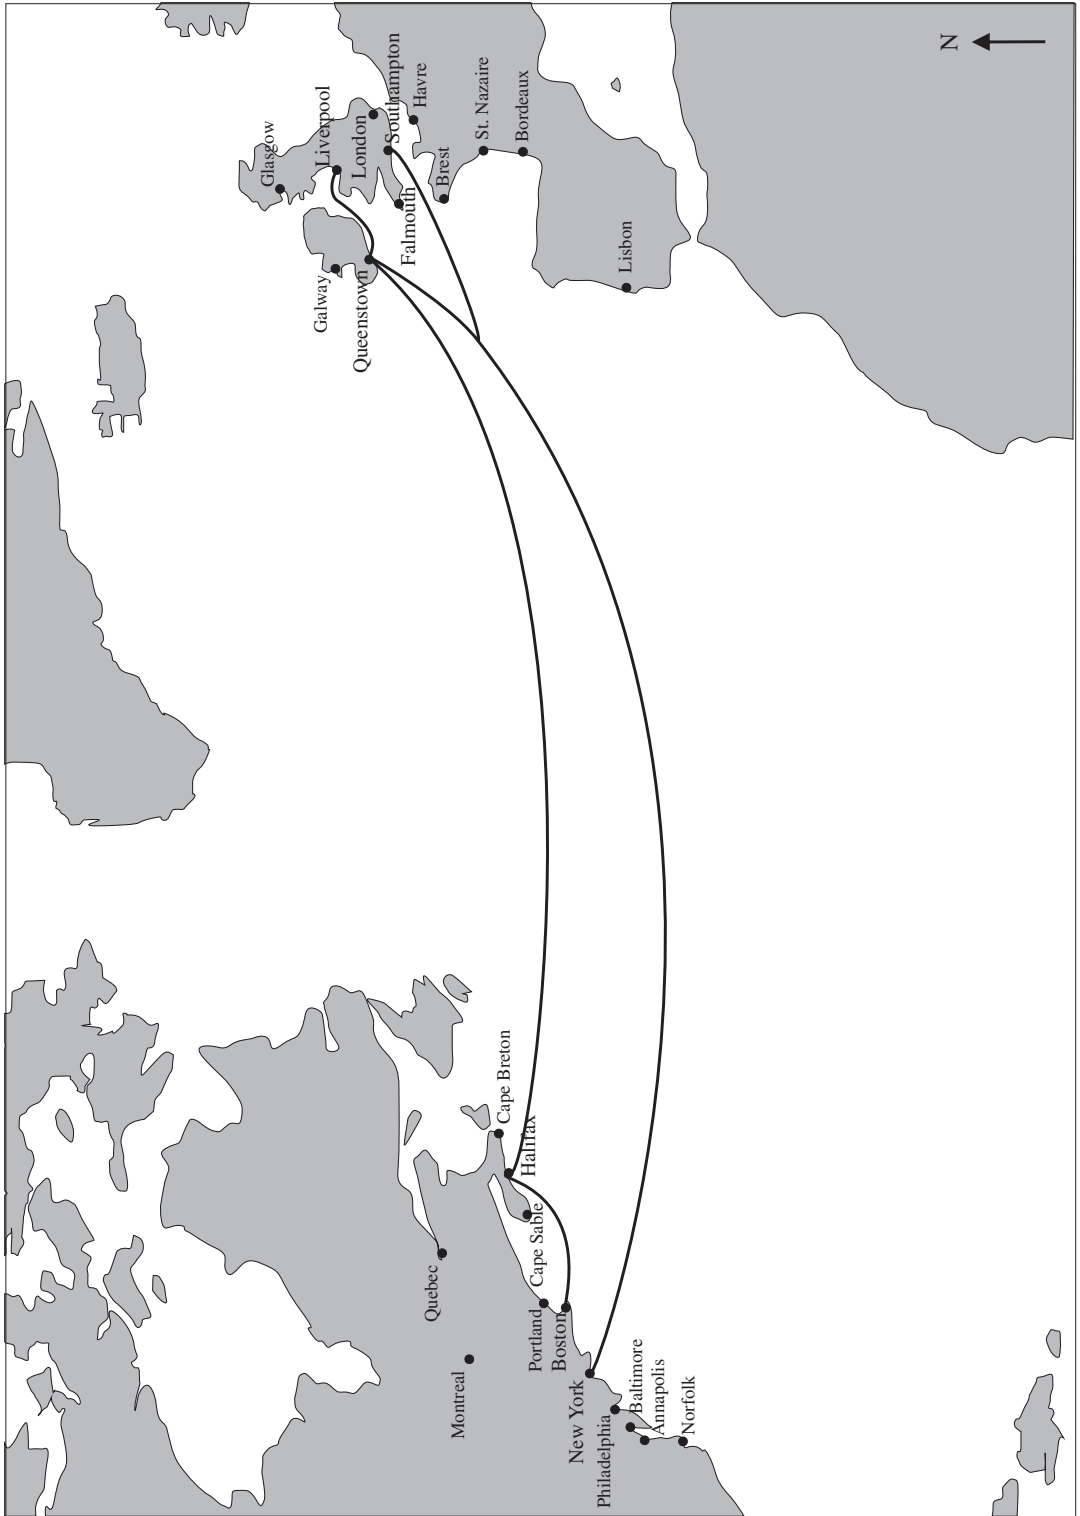 N
Glasgow
Liverpool
London
Southampton
Havre
Galway
Queenstown
Falmouth
Brest
St. Nazaire
Bordeaux
Lisbon
Cape Breton
Halifax
Cape Sable
Quebec
Montreal
Portland
Boston
New York
Philadelphia
Baltimore
Annapolis
Norfolk